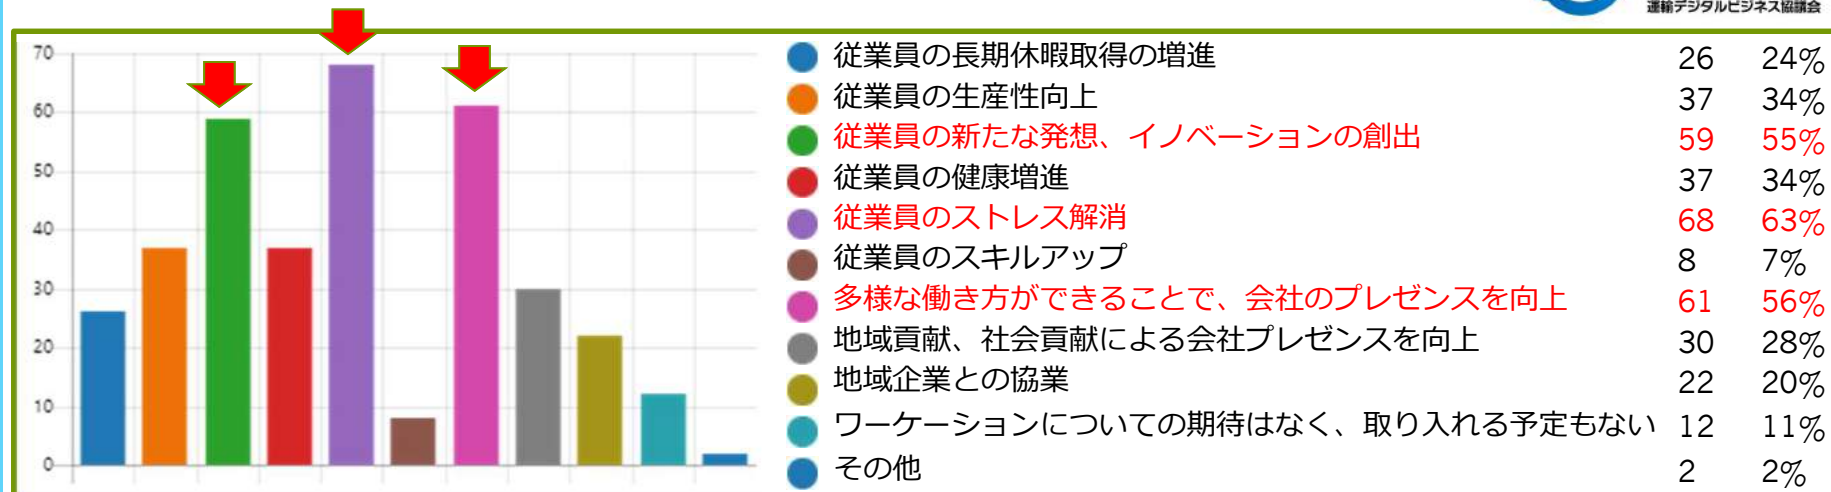 運輸デジタルビジネス協議会
70
60
50
40
30
20
10
0
従業員の長期休暇取得の増進 26 24%
従業員の生産性向上 37 34%
従業員の新たな発想、イノベーションの創出 59 55%
従業員の健康増進 37 34%
従業員のストレス解消 68 63%
従業員のスキルアップ 8 7%
多様な働き方ができることで、会社のプレゼンスを向上 61 56%
地域貢献、社会貢献による会社プレゼンスを向上 30 28%
地域企業との協業 22 20%
ワーケーションについての期待はなく、取り入れる予定もない 12 11%
その他 2 2%